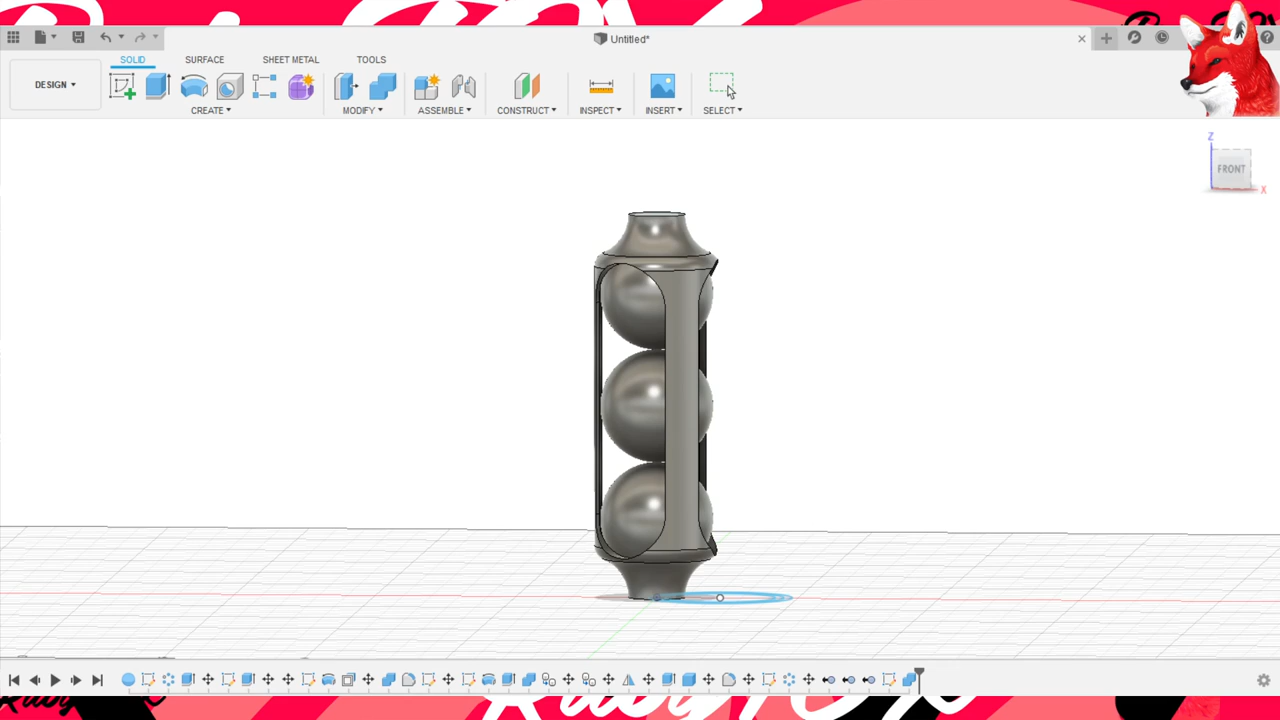 Untitled*
SOLID
SURFACE
SHEET METAL
TOOLS
DESIGN
CREATE
MODIFY
ASSEMBLE
CONSTRUCT
INSPECT
INSERT
SELECT
Z
FRONT
X